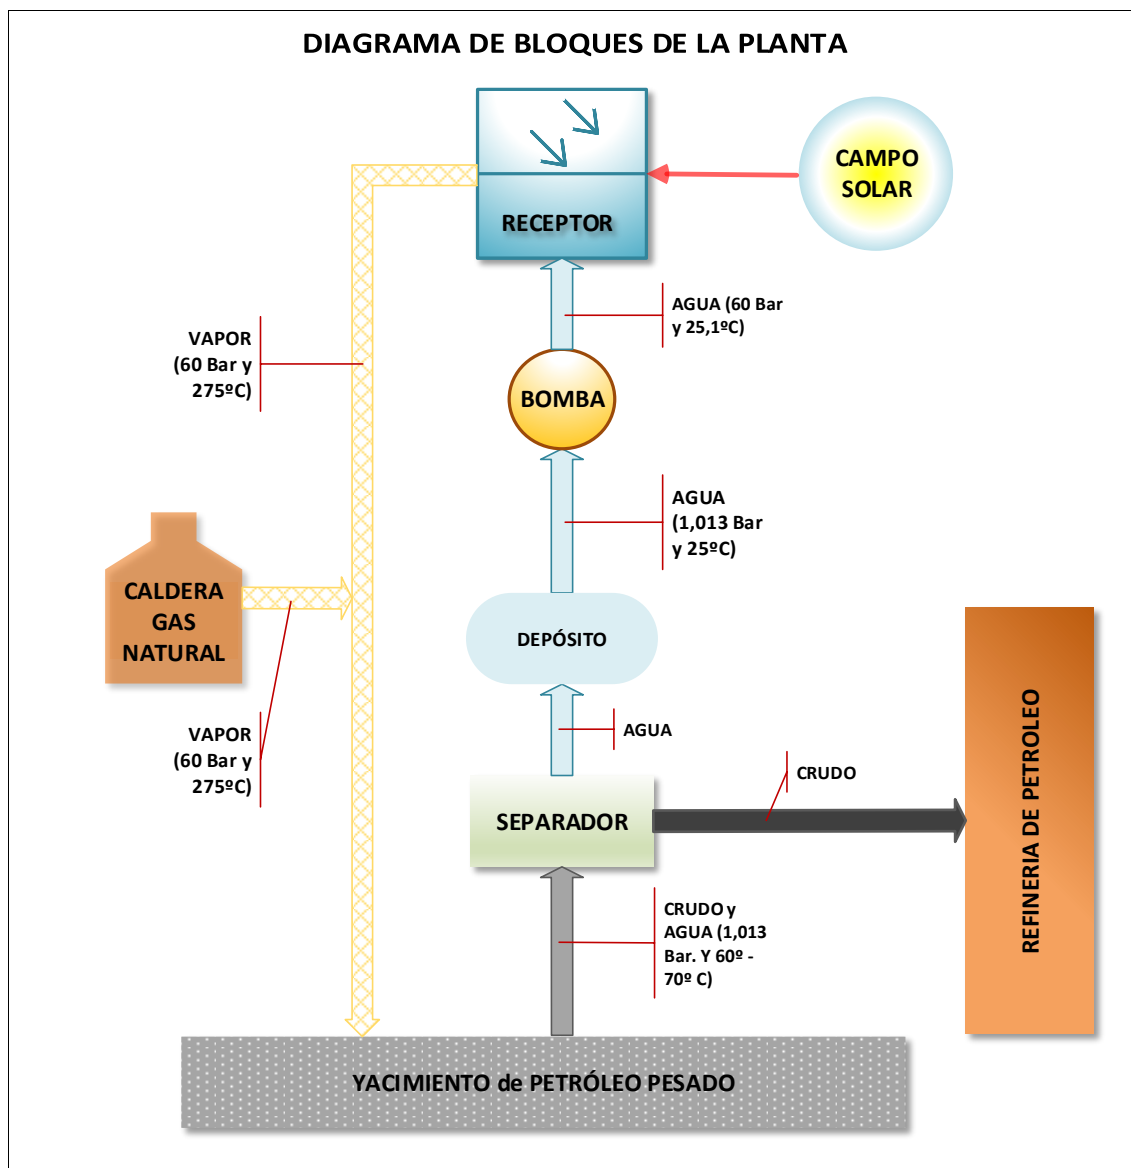 DIAGRAMA DE BLOQUES DE LA PLANTA
CAMPO
SOLAR
RECEPTOR
AGUA (60 Bar
y 25,1ºC)
VAPOR
(60 Bar y
275ºC)
BOMBA
AGUA
(1,013 Bar
y 25ºC)
CALDERA
GAS
NATURAL
DEPÓSITO
VAPOR
(60 Bar y
275ºC)
AGUA
CRUDO
SEPARADOR
REFINERIA DE PETROLEO
CRUDO y
AGUA (1,013
Bar. Y 60º -
70º C)
YACIMIENTO de PETRÓLEO PESADO